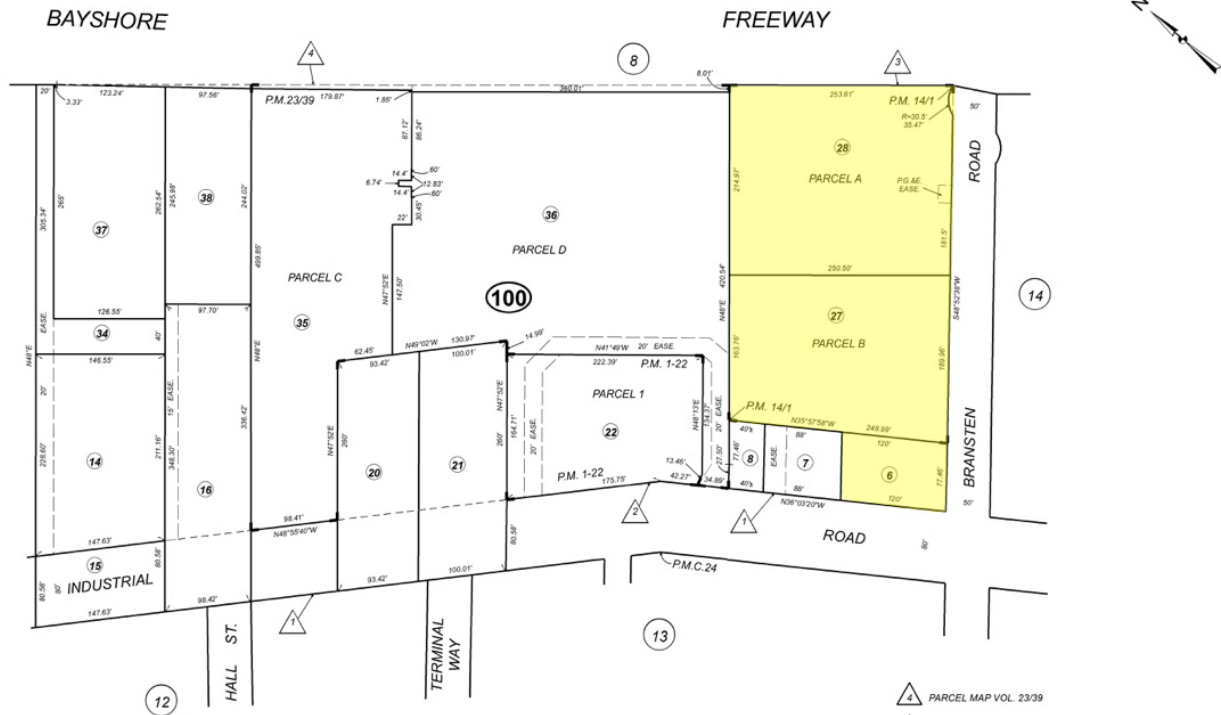 BAYSHORE
FREEWAY
N
4
8
3
20'
123.24'
97.56'
179.87'
360.01'
8.01'
253.81'
3.33'
P.M.23/39
1.85'
P.M. 14/1
R=30.5'
35.47'
50'
305.34'
265'
262.54'
245.98'
38
244.02'
499.85'
67.12'
86.24'
14.4'
60'
6.74'
12.83'
14.4'
60'
30.45'
22'
36
PARCEL D
214.97'
28
PARCEL A
P.G.&E.
EASE.
181.5'
ROAD
37
PARCEL C
N47°52'E
147.50'
100
420.54'
250.50'
S48°52'38"W
14
126.55'
97.70'
35
N48°E
27
PARCEL B
EASE.
34
40'
N48°E
N48°E
146.55'
62.45'
N49°02'W
130.97'
14.99'
93.42'
100.01'
N41°49'W
20' EASE.
222.39'
P.M. 1-22
163.76'
189.96'
20'
15' EASE.
336.42'
N47°52'E
260'
N47°52'E
260'
164.71'
20' EASE.
PARCEL 1
22
N48°13'E
134.37'
20' EASE.
P.M. 14/1
N35°57'58"W
248.99'
228.60'
14
211.16'
348.30'
16
20
21
P.M. 1-22
175.75'
13.46'
42.27'
34.89'
27.50'
77.46'
40's
8
40's
EASE.
88'
7
88'
120'
6
120'
77.46'
BRANSTEN
50'
98.41'
N48°55'40"W
2
1
N36°03'20"W
ROAD
80'
147.63'
15
80.58'
80.58'
INDUSTRIAL
80.58'
80'
147.63'
98.42'
1
93.42'
100.01'
P.M.C.24
12
HALL ST.
TERMINAL
WAY
13
4 PARCEL MAP VOL. 23/39